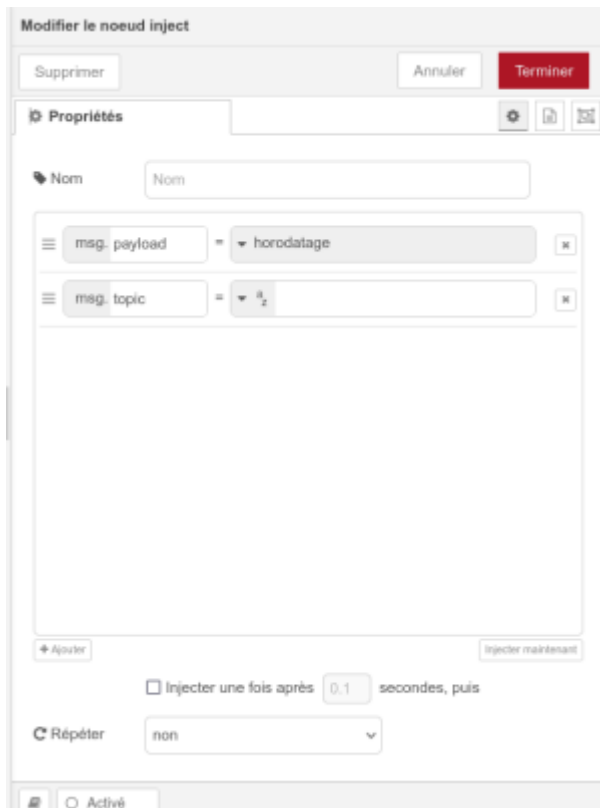 Modifier le noeud inject
Supprimer Annuler Terminer
Propriétés
Nom Nom
msg. payload = horodatage
msg. topic = a z
Ajouter Injecter maintenant
Injecter une fois après 0.1 secondes, puis
Répéter non
Activé